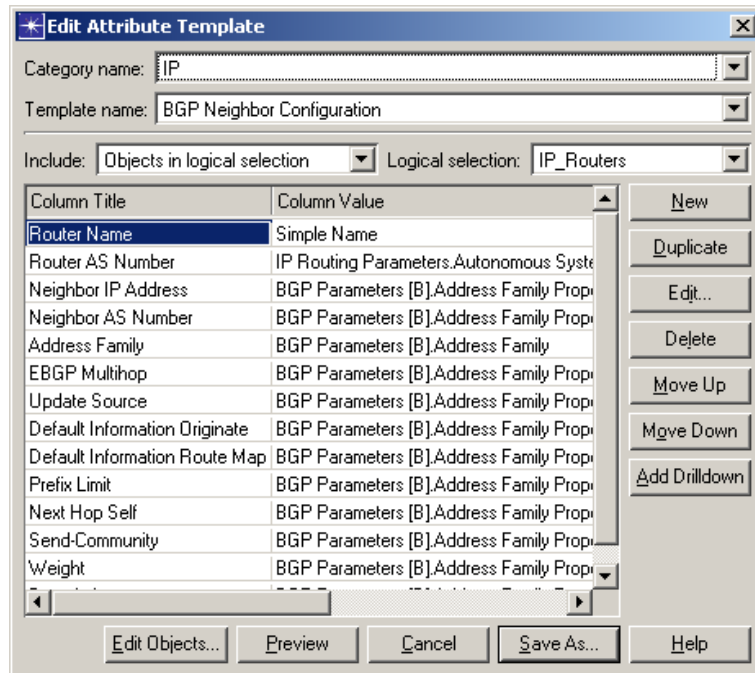 Edit Attribute Template
Category name: IP
Template name: BGP Neighbor Configuration
Include: Objects in logical selection Logical selection: IP_Routers
Column Title Column Value New
Router Name Simple Name
Router AS Number IP Routing Parameters.Autonomous Syste Duplicate
Neighbor IP Address BGP Parameters [B].Address Family Prope Edit...
Neighbor AS Number BGP Parameters [B].Address Family Prope
Address Family BGP Parameters [B].Address Family Delete
EBGP Multihop BGP Parameters [B].Address Family Prope
Update Source BGP Parameters [B].Address Family Prope Move Up
Default Information Originate BGP Parameters [B].Address Family Prope Move Down
Default Information Route Map BGP Parameters [B].Address Family Prope
Prefix Limit BGP Parameters [B].Address Family Prope Add Drilldown
Next Hop Self BGP Parameters [B].Address Family Prope
Send-Community BGP Parameters [B].Address Family Prope
Weight BGP Parameters [B].Address Family Prope
Edit Objects... Preview Cancel Save As... Help